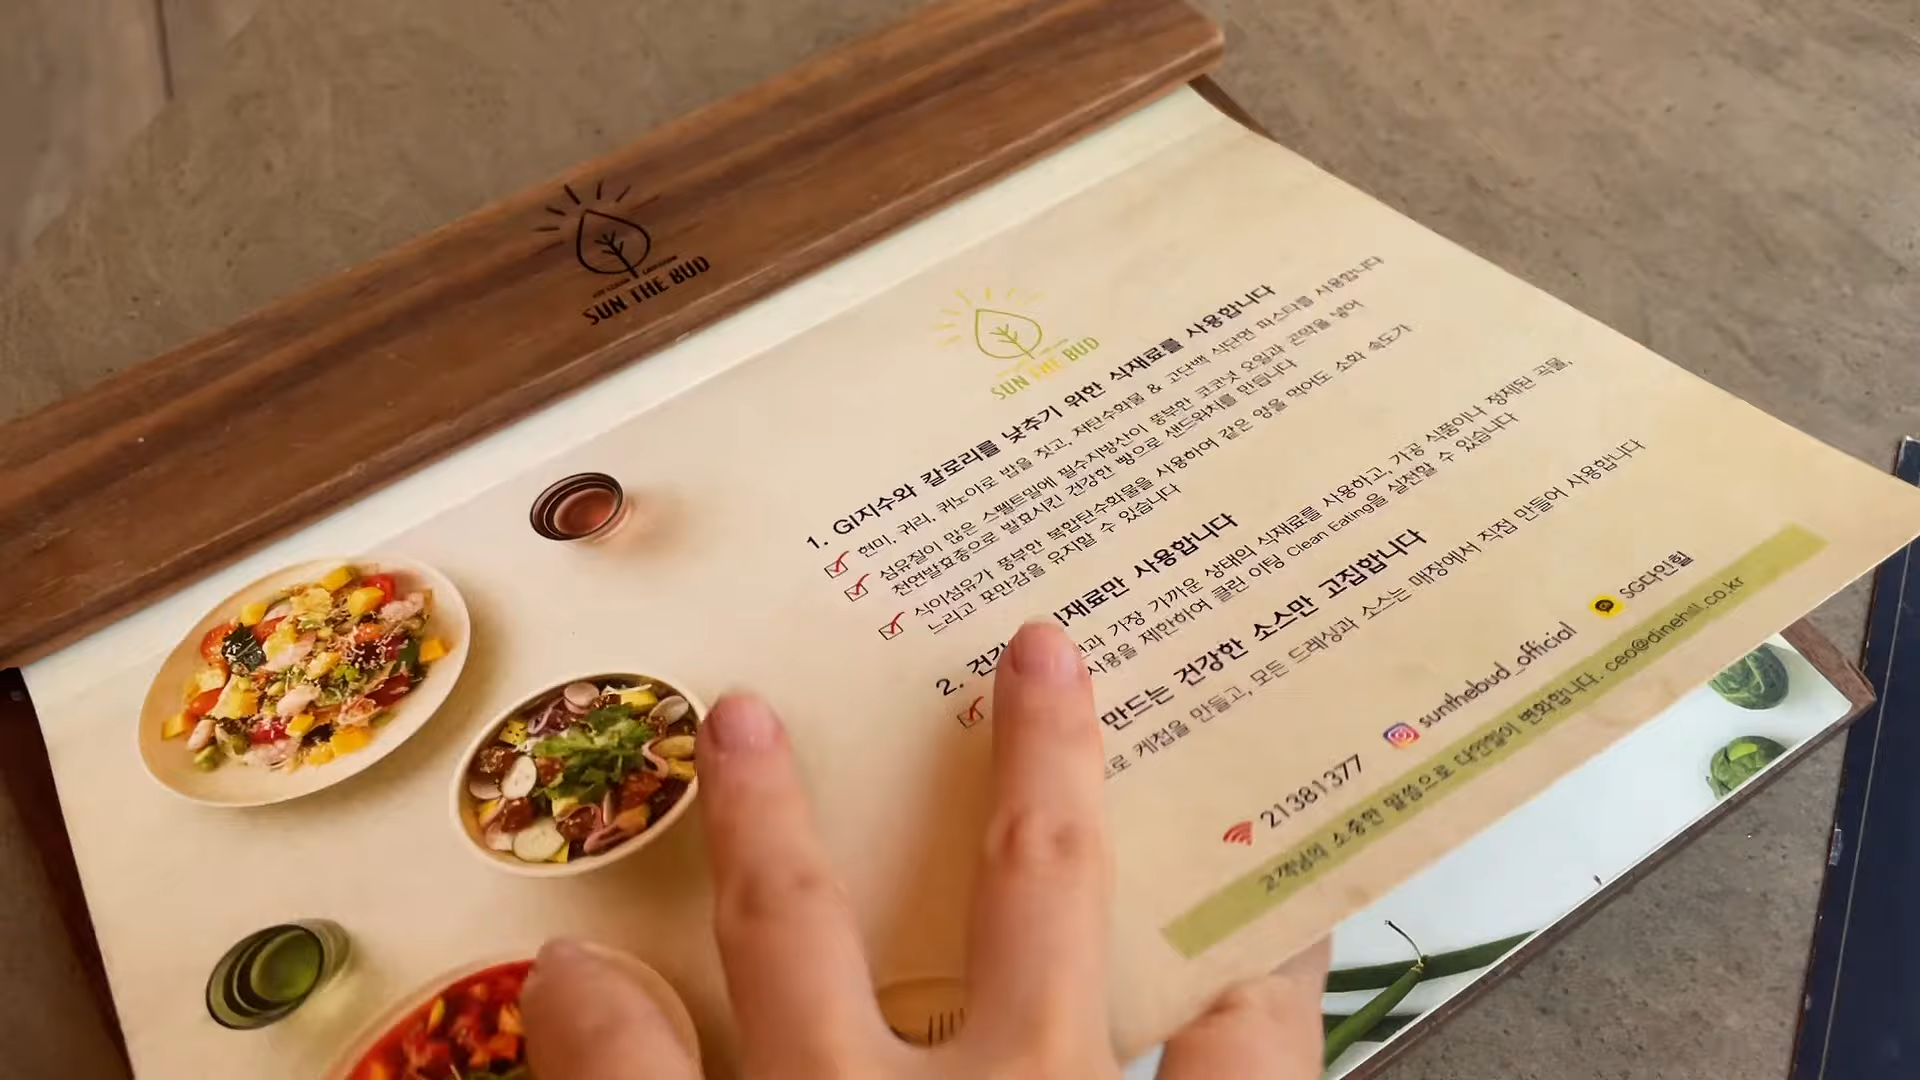 SUN THE BUD
SUN THE BUD
1. GI지수와 칼로리를 낮추기 위한 식재료를 사용합니다
현미, 귀리, 퀴노아로 밥을 짓고, 저탄수화물 & 고단백 식단면 파스타를 사용합니다
섬유질이 많은 스펠트밀에 필수지방산이 풍부한 코코넛 오일과 곤약을 넣어
천연발효종으로 발효시킨 건강한 빵으로 샌드위치를 만듭니다
식이섬유가 풍부한 복합탄수화물을 사용하여 같은 양을 먹어도 소화 속도가
느리고 포만감을 유지할 수 있습니다
2. 식재료만 사용합니다
가장 가까운 상태의 식재료를 사용하고, 가공 식품이나 정제된 곡물,
사용을 제한하여 클린 이팅 Clean Eating을 실천할 수 있습니다
만드는 건강한 소스만 고집합니다
케첩을 만들고, 모든 드레싱과 소스는 매장에서 직접 만들어 사용합니다
21381377 sunthebud_official SG다인힐
고객님의 소중한 말씀으로 다인힐이 변화합니다. ceo@dinehill.co.kr